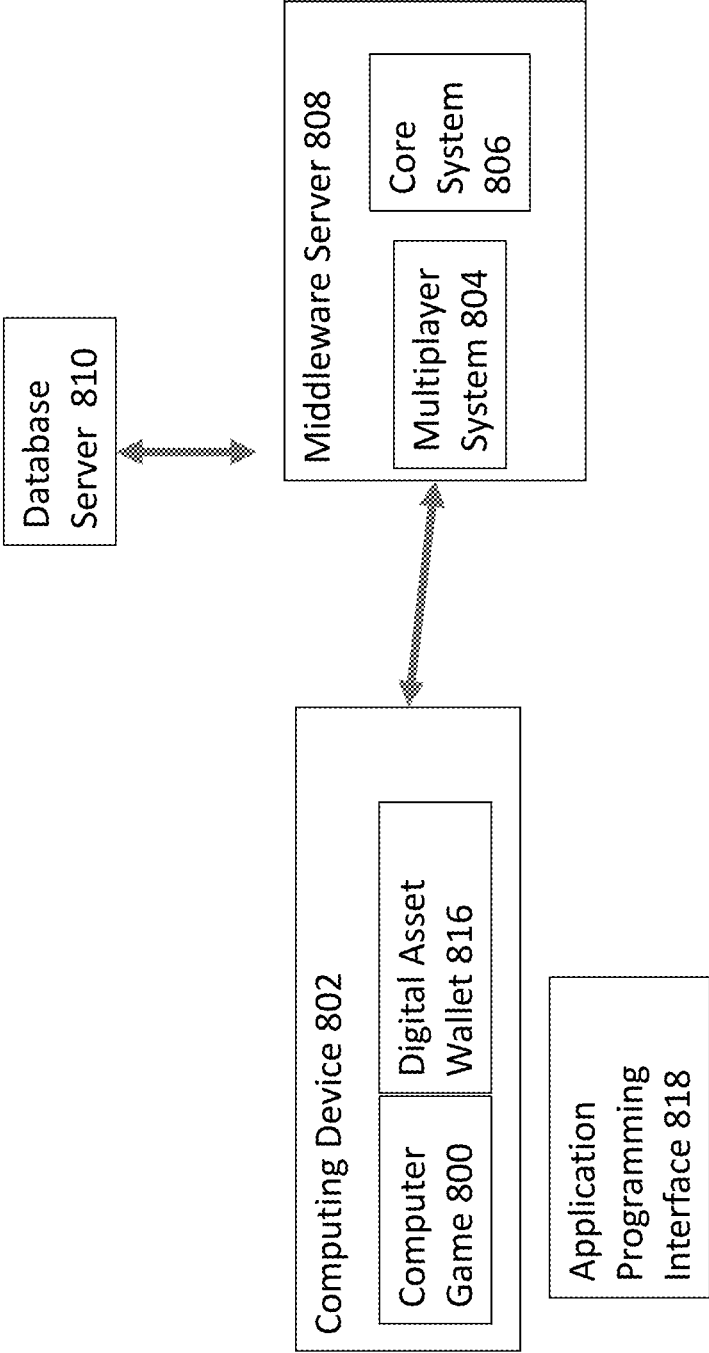 Database
Server 810
Middleware Server 808
Multiplayer
System 804
Core
System
806
Computing Device 802
Computer
Game 800
Digital Asset
Wallet 816
Application
Programming
Interface 818